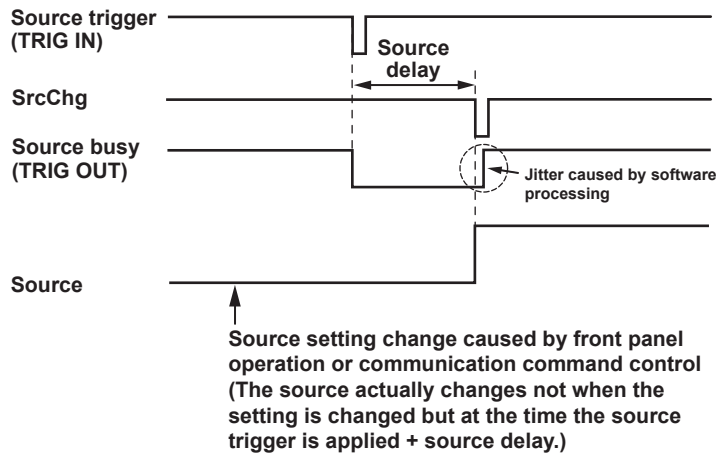 Source trigger
(TRIG IN)
Source
delay
SrcChg
Source busy
(TRIG OUT)
Jitter caused by software
processing
Source
Source setting change caused by front panel
operation or communication command control
(The source actually changes not when the
setting is changed but at the time the source
trigger is applied + source delay.)